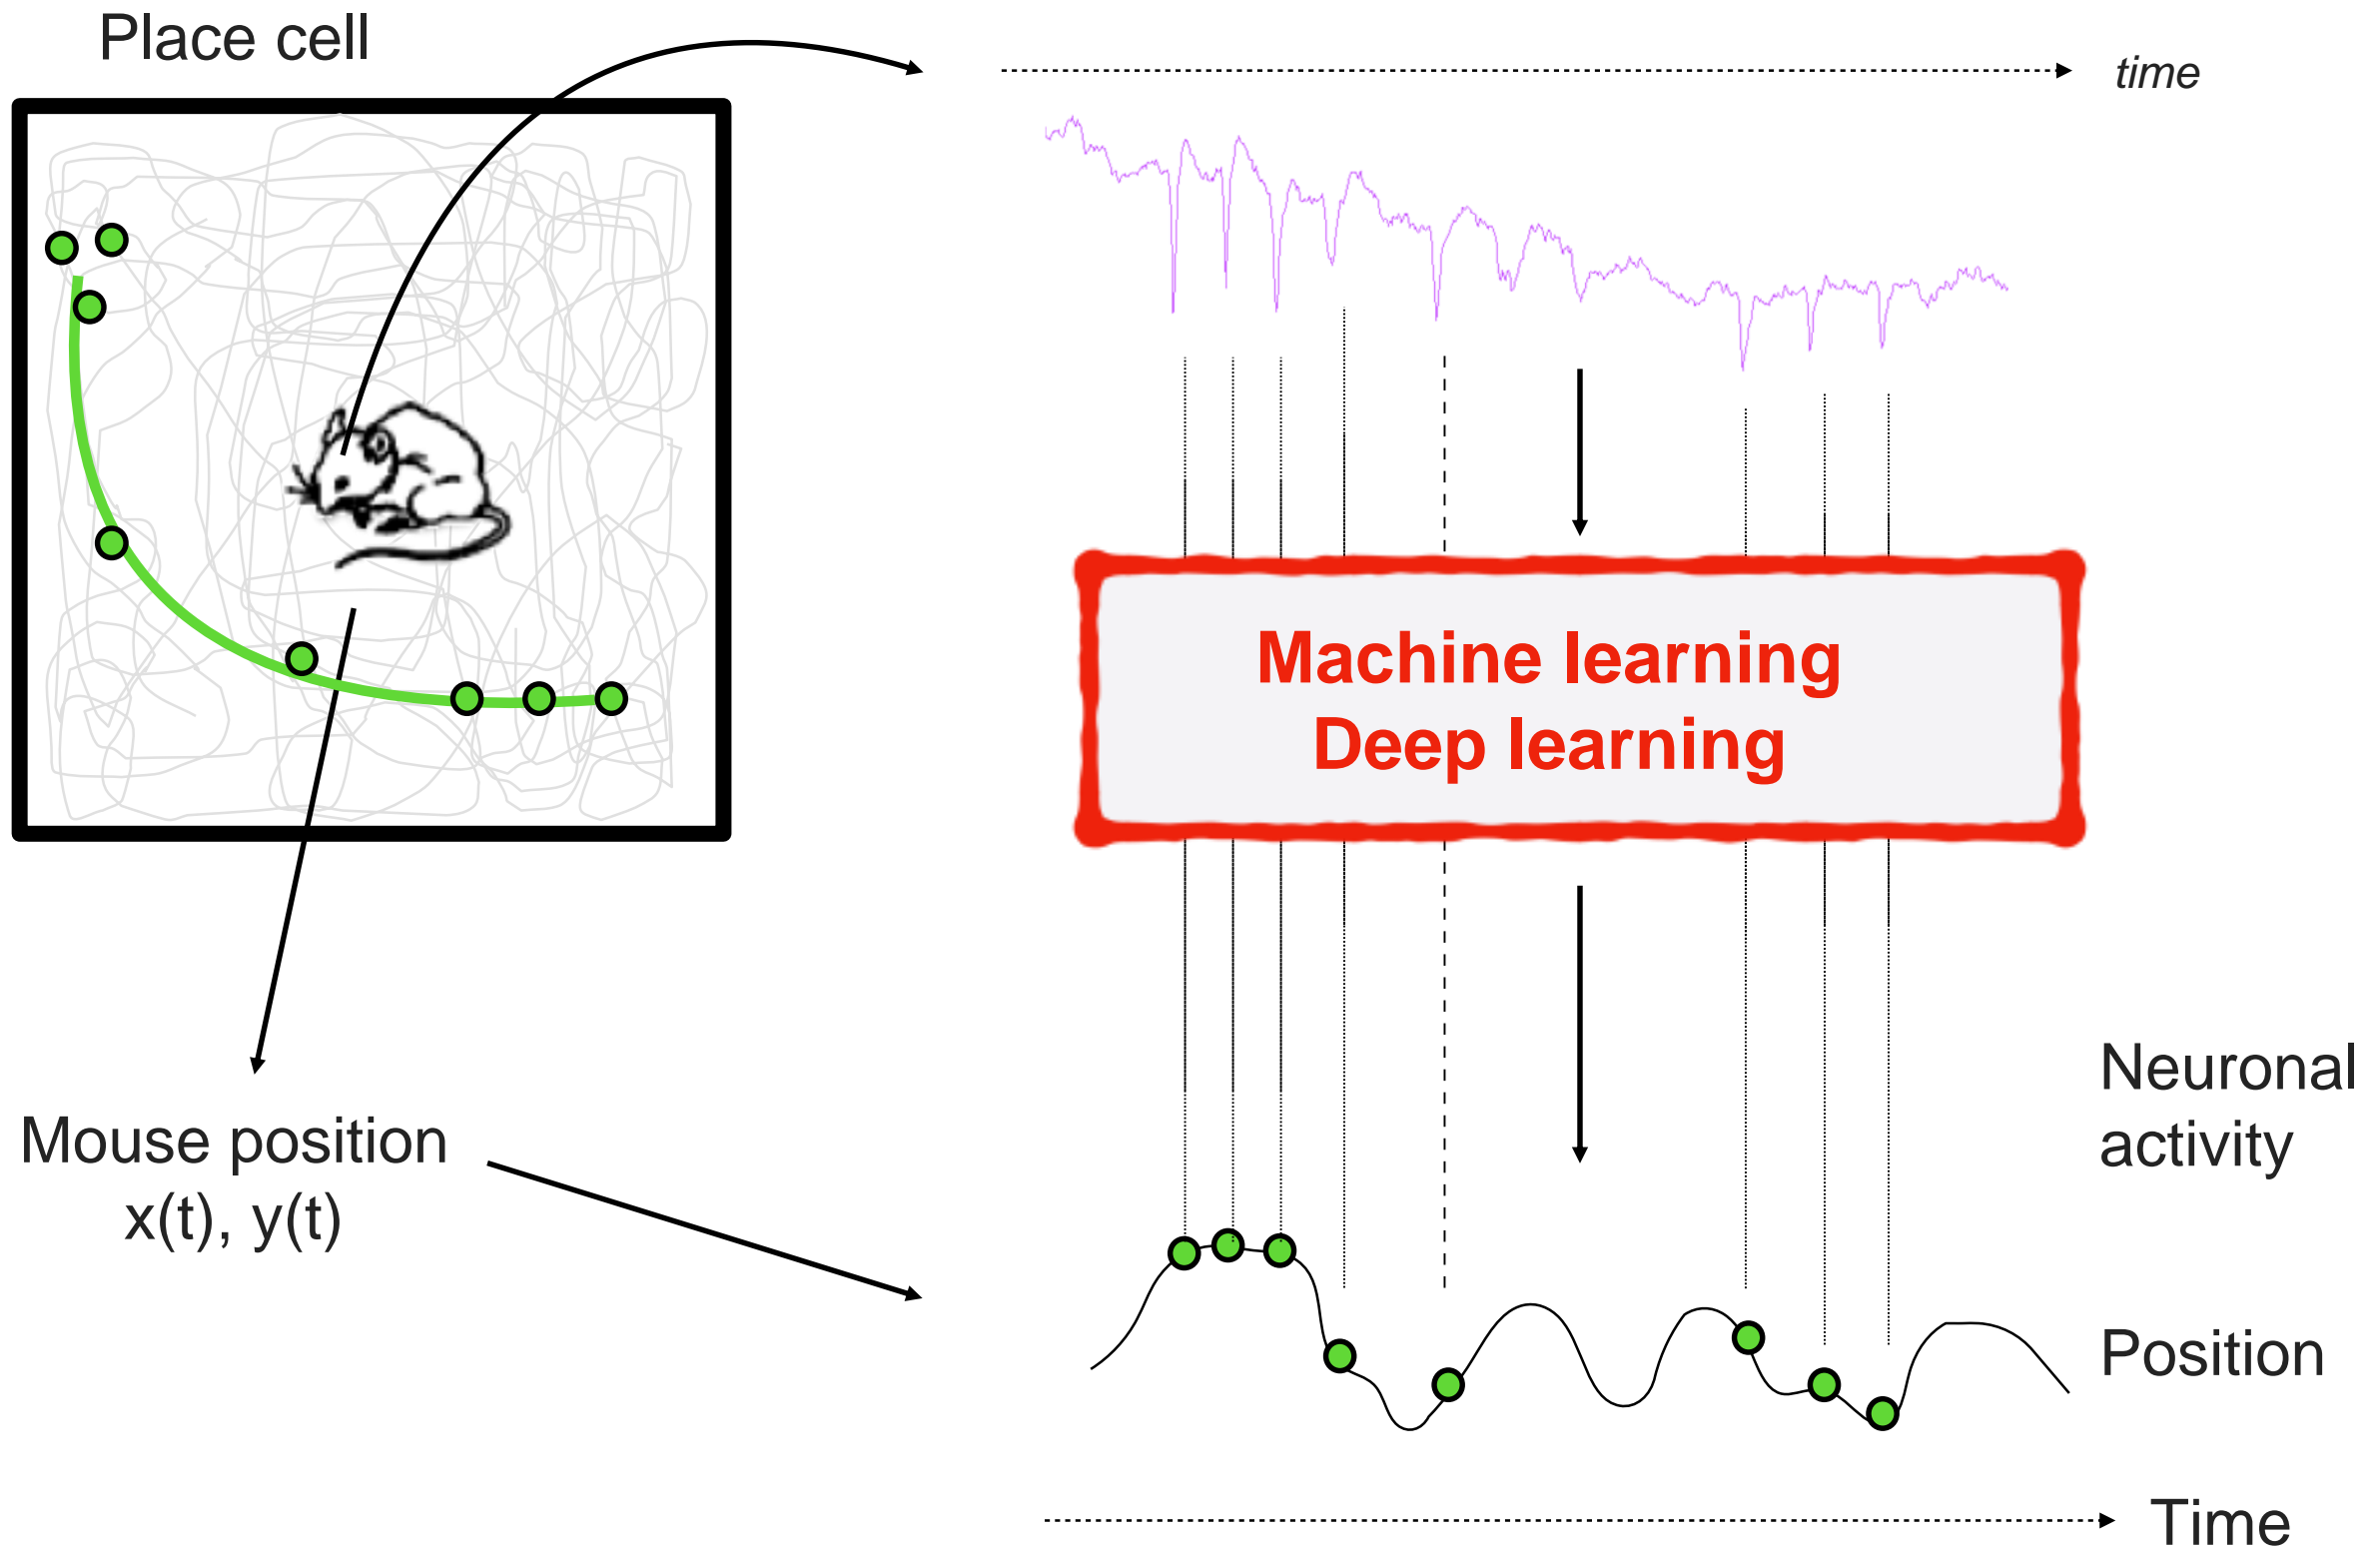 Place cell
time
Machine learning
Deep learning
Neuronal
activity
Mouse position
x(t), y(t)
Position
Time